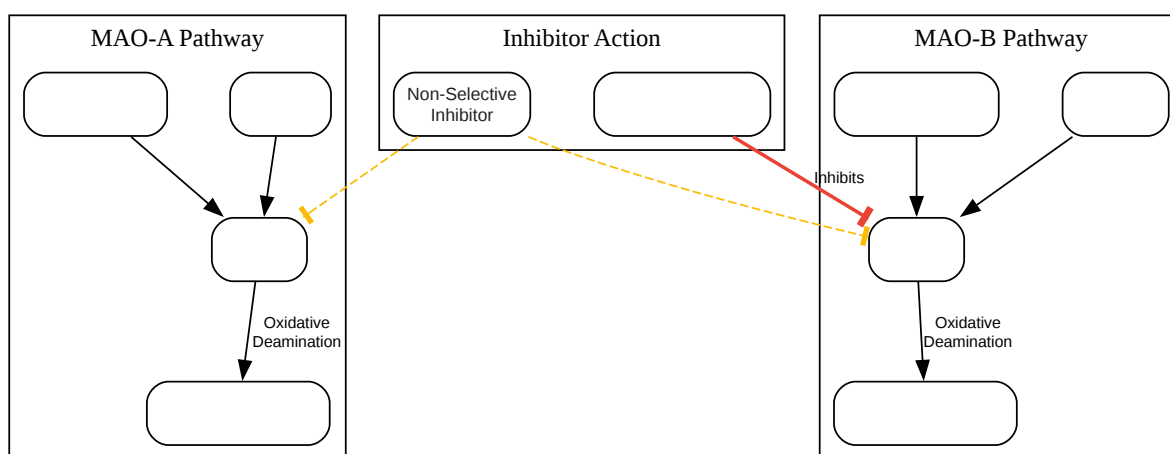 MAO-A Pathway
Inhibitor Action
MAO-B Pathway
Non-Selective
Inhibitor
Inhibits
Oxidative
Deamination
Oxidative
Deamination